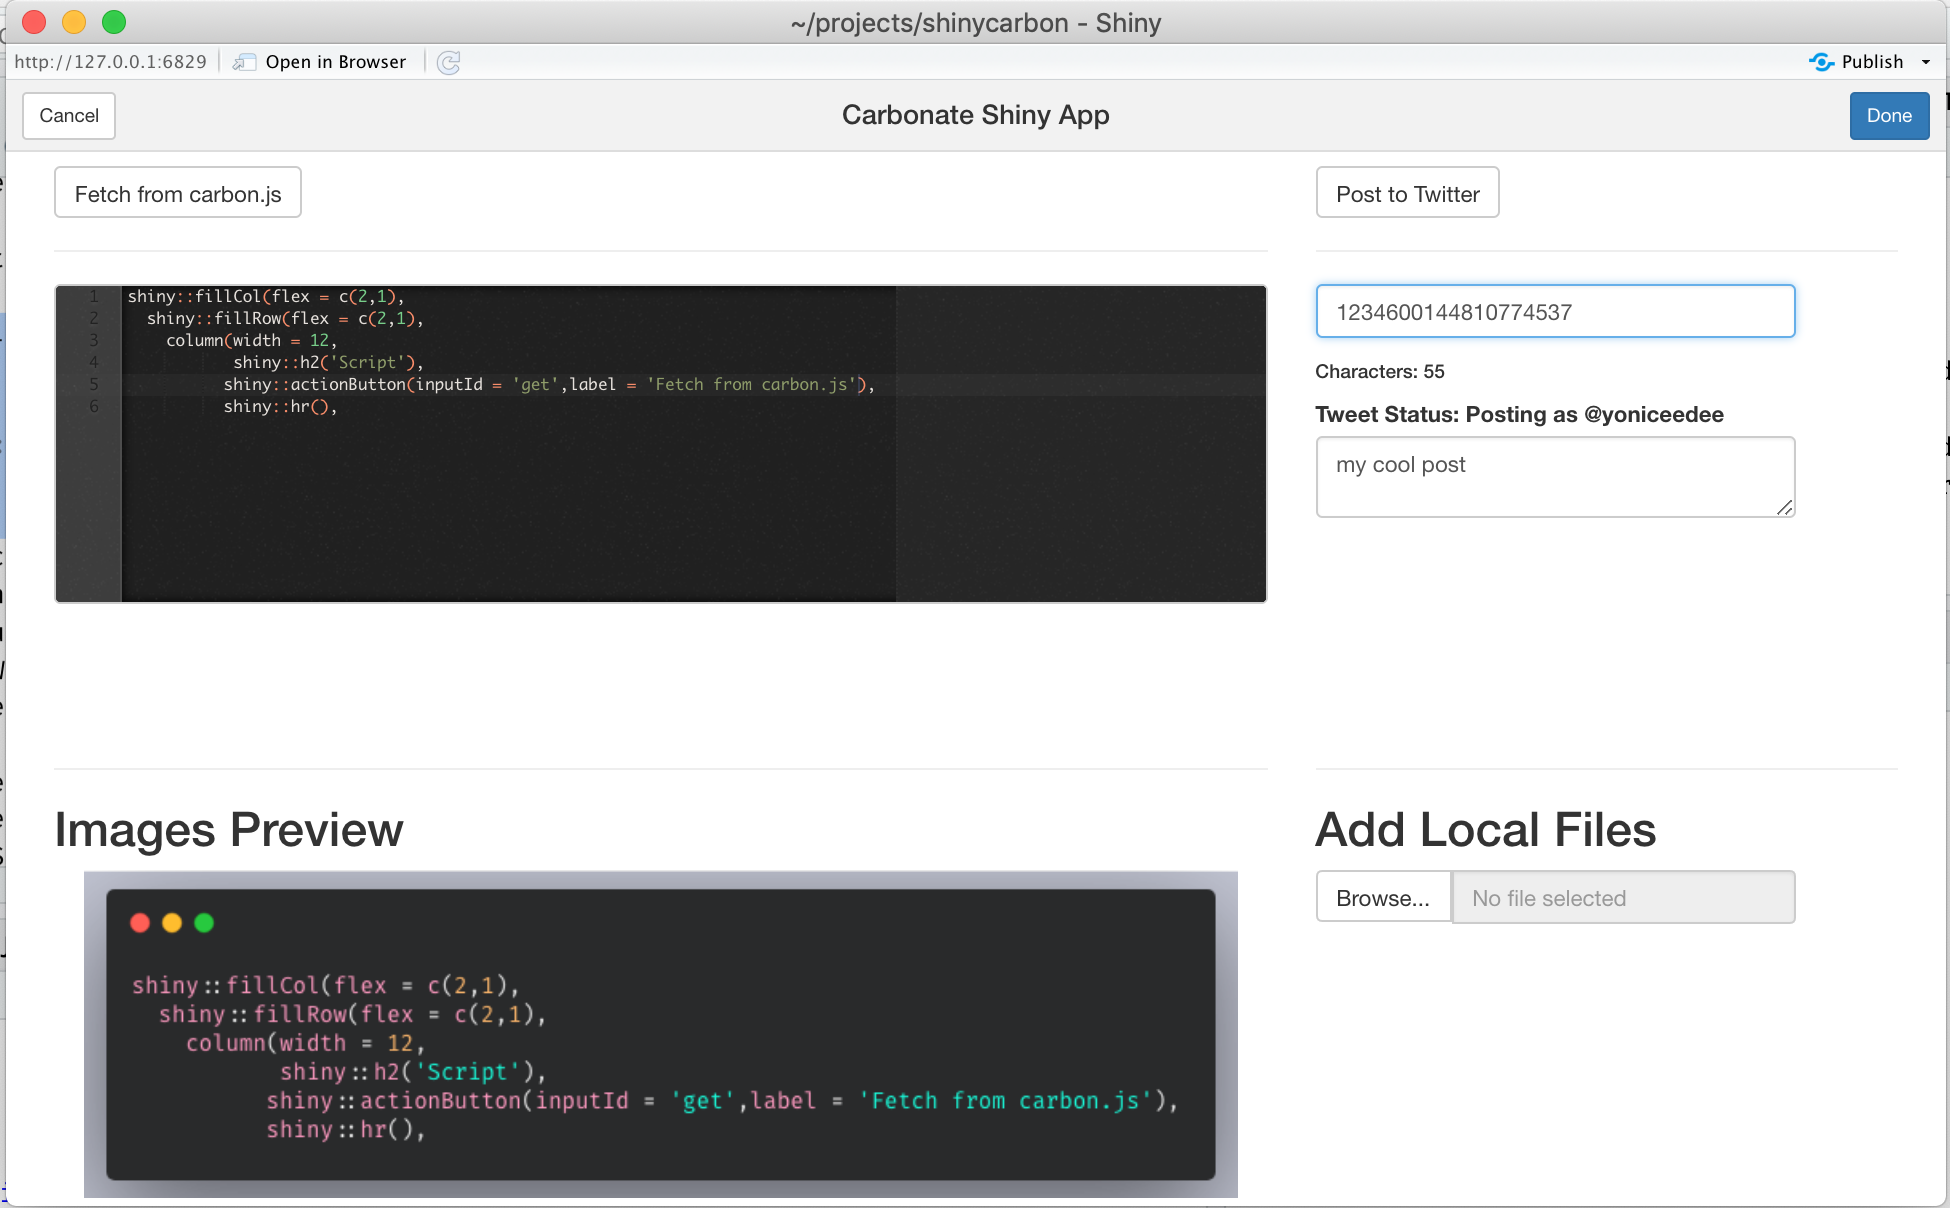 ~/projects/shinycarbon - Shiny
http://127.0.0.1:6829 Open in Browser Publish
Cancel Carbonate Shiny App Done
Fetch from carbon.js
Post to Twitter
1 shiny::fillCol(flex = c(2,1),
2   shiny::fillRow(flex = c(2,1),
3     column(width = 12,
4            shiny::h2('Script'),
5           shiny::actionButton(inputId = 'get',label = 'Fetch from carbon.js'),
6           shiny::hr(),
1234600144810774537
Characters: 55
Tweet Status: Posting as @yoniceedee
my cool post
Images Preview
shiny::fillCol(flex = c(2,1),
  shiny::fillRow(flex = c(2,1),
    column(width = 12,
           shiny::h2('Script'),
          shiny::actionButton(inputId = 'get',label = 'Fetch from carbon.js'),
          shiny::hr(),
Add Local Files
Browse... No file selected